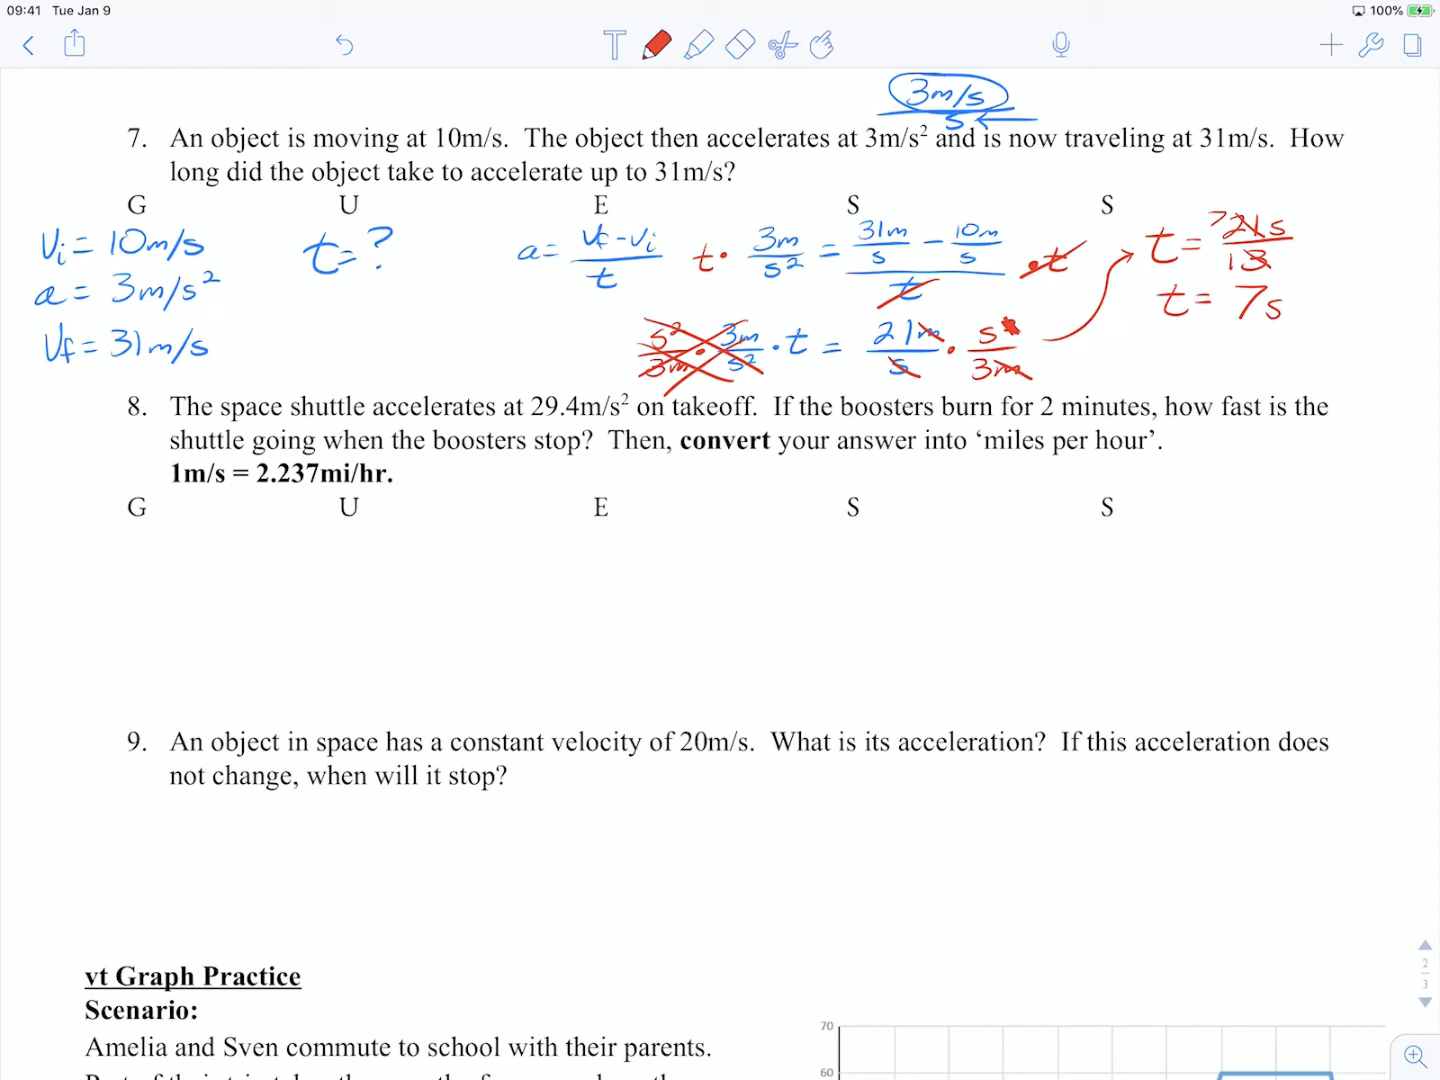 09:41 Tue Jan 9
100%
3m/s
s
7. An object is moving at 10m/s. The object then accelerates at 3m/s² and is now traveling at 31m/s. How
long did the object take to accelerate up to 31m/s?
G U E S S
Vi = 10m/s
a = 3m/s²
Vf = 31m/s
t = ?
a = Vf - Vi / t
t · 3m/s² = 31m/s - 10m/s / t · t
s²/3m · 3m/s² · t = 21m/s · s/3m
t = 7 21s / 1 3
t = 7s
8. The space shuttle accelerates at 29.4m/s² on takeoff. If the boosters burn for 2 minutes, how fast is the
shuttle going when the boosters stop? Then, convert your answer into ‘miles per hour’.
1m/s = 2.237mi/hr.
G U E S S
9. An object in space has a constant velocity of 20m/s. What is its acceleration? If this acceleration does
not change, when will it stop?
vt Graph Practice
Scenario:
Amelia and Sven commute to school with their parents.
70
60
2
3